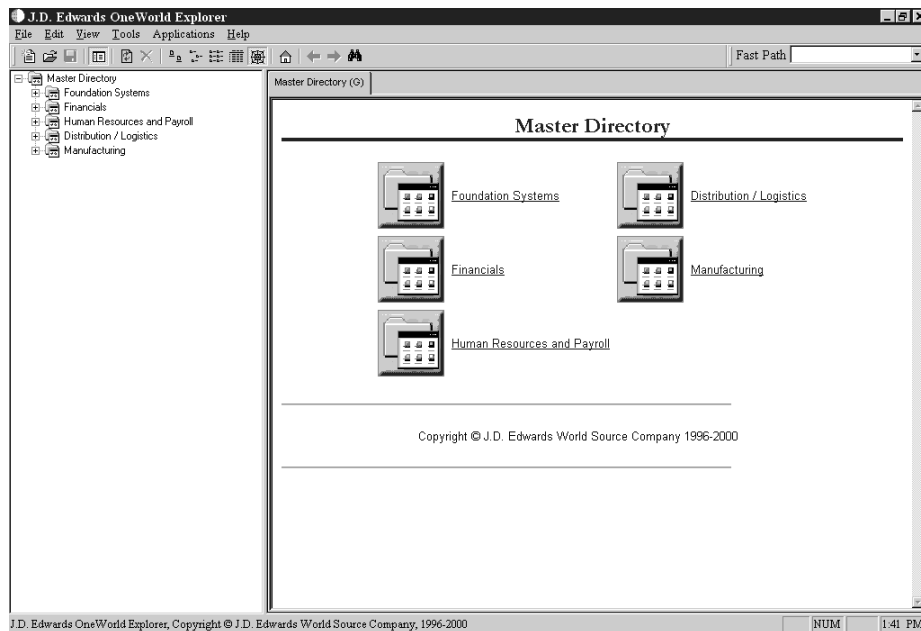 J.D. Edwards OneWorld Explorer
File Edit View Tools Applications Help
Fast Path
Master Directory
Foundation Systems
Financials
Human Resources and Payroll
Distribution / Logistics
Manufacturing
Master Directory (G)
Master Directory
Foundation Systems
Distribution / Logistics
Financials
Manufacturing
Human Resources and Payroll
Copyright © J.D. Edwards World Source Company 1996-2000
J.D. Edwards OneWorld Explorer, Copyright © J.D. Edwards World Source Company, 1996-2000
NUM
1:41 PM